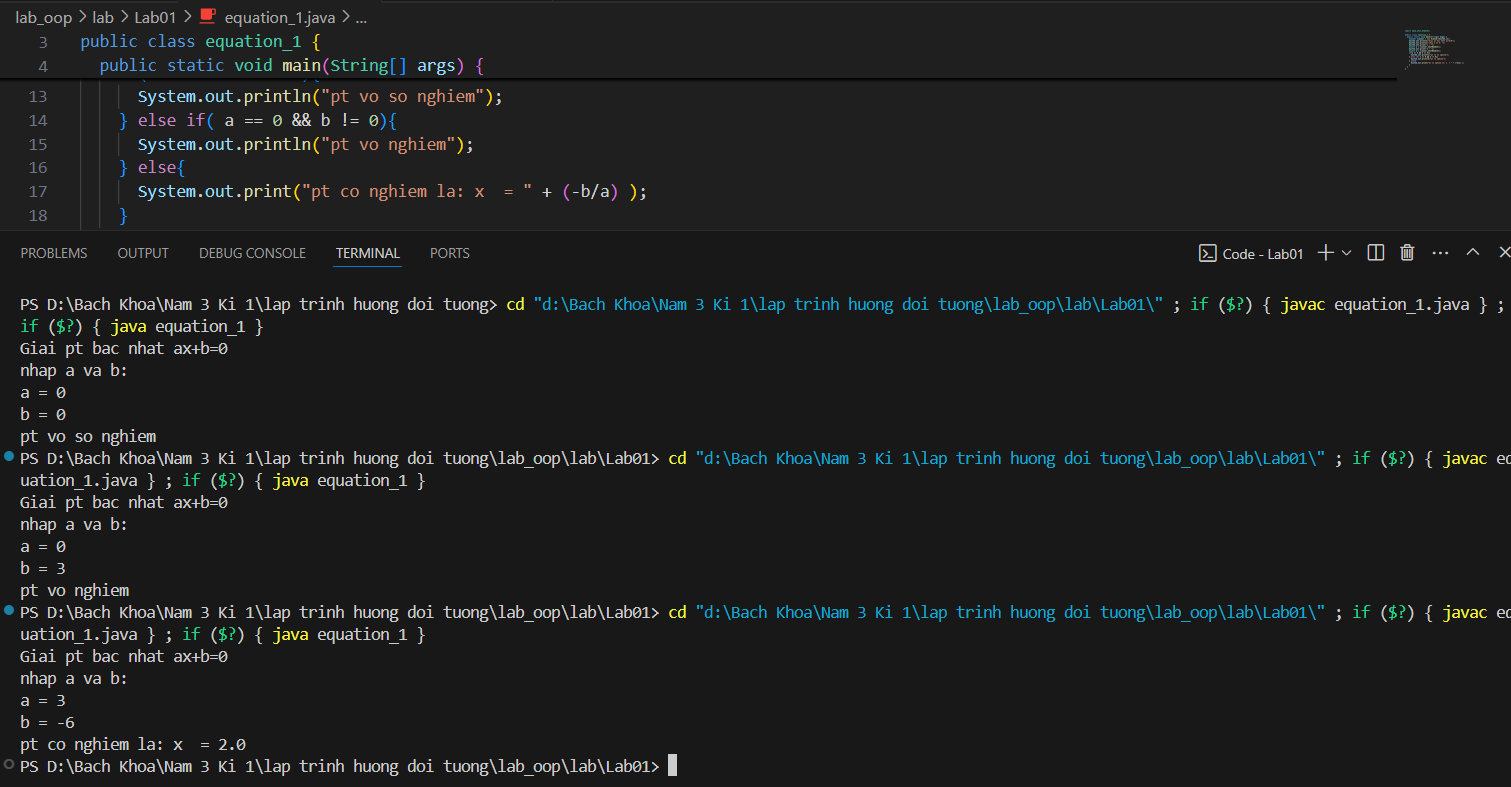 lab_oop > lab > Lab01 > equation_1.java > ...
3 public class equation_1 {
4 public static void main(String[] args) {
13 System.out.println("pt vo so nghiem");
14 } else if( a == 0 && b != 0){
15 System.out.println("pt vo nghiem");
16 } else{
17 System.out.print("pt co nghiem la: x  = " + (-b/a) );
18 }
PROBLEMS OUTPUT DEBUG CONSOLE TERMINAL PORTS Code - Lab01
PS D:\Bach Khoa\Nam 3 Ki 1\lap trinh huong doi tuong> cd "d:\Bach Khoa\Nam 3 Ki 1\lap trinh huong doi tuong\lab_oop\lab\Lab01\" ; if ($?) { javac equation_1.java } ;
if ($?) { java equation_1 }
Giai pt bac nhat ax+b=0
nhap a va b:
a = 0
b = 0
pt vo so nghiem
PS D:\Bach Khoa\Nam 3 Ki 1\lap trinh huong doi tuong\lab_oop\lab\Lab01> cd "d:\Bach Khoa\Nam 3 Ki 1\lap trinh huong doi tuong\lab_oop\lab\Lab01\" ; if ($?) { javac eq
uation_1.java } ; if ($?) { java equation_1 }
Giai pt bac nhat ax+b=0
nhap a va b:
a = 0
b = 3
pt vo nghiem
PS D:\Bach Khoa\Nam 3 Ki 1\lap trinh huong doi tuong\lab_oop\lab\Lab01> cd "d:\Bach Khoa\Nam 3 Ki 1\lap trinh huong doi tuong\lab_oop\lab\Lab01\" ; if ($?) { javac eq
uation_1.java } ; if ($?) { java equation_1 }
Giai pt bac nhat ax+b=0
nhap a va b:
a = 3
b = -6
pt co nghiem la: x  = 2.0
PS D:\Bach Khoa\Nam 3 Ki 1\lap trinh huong doi tuong\lab_oop\lab\Lab01>